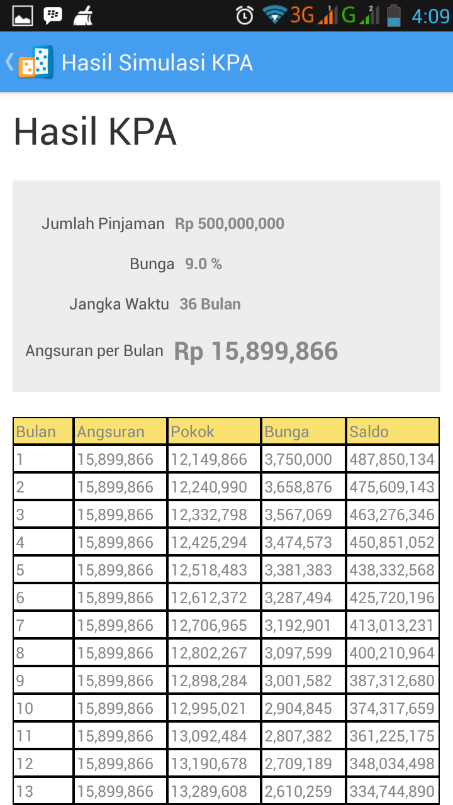 3G G 4:09
Hasil Simulasi KPA
Hasil KPA
Jumlah Pinjaman Rp 500,000,000
Bunga 9.0 %
Jangka Waktu 36 Bulan
Angsuran per Bulan Rp 15,899,866
Bulan Angsuran Pokok Bunga Saldo
1 15,899,866 12,149,866 3,750,000 487,850,134
2 15,899,866 12,240,990 3,658,876 475,609,143
3 15,899,866 12,332,798 3,567,069 463,276,346
4 15,899,866 12,425,294 3,474,573 450,851,052
5 15,899,866 12,518,483 3,381,383 438,332,568
6 15,899,866 12,612,372 3,287,494 425,720,196
7 15,899,866 12,706,965 3,192,901 413,013,231
8 15,899,866 12,802,267 3,097,599 400,210,964
9 15,899,866 12,898,284 3,001,582 387,312,680
10 15,899,866 12,995,021 2,904,845 374,317,659
11 15,899,866 13,092,484 2,807,382 361,225,175
12 15,899,866 13,190,678 2,709,189 348,034,498
13 15,899,866 13,289,608 2,610,259 334,744,890